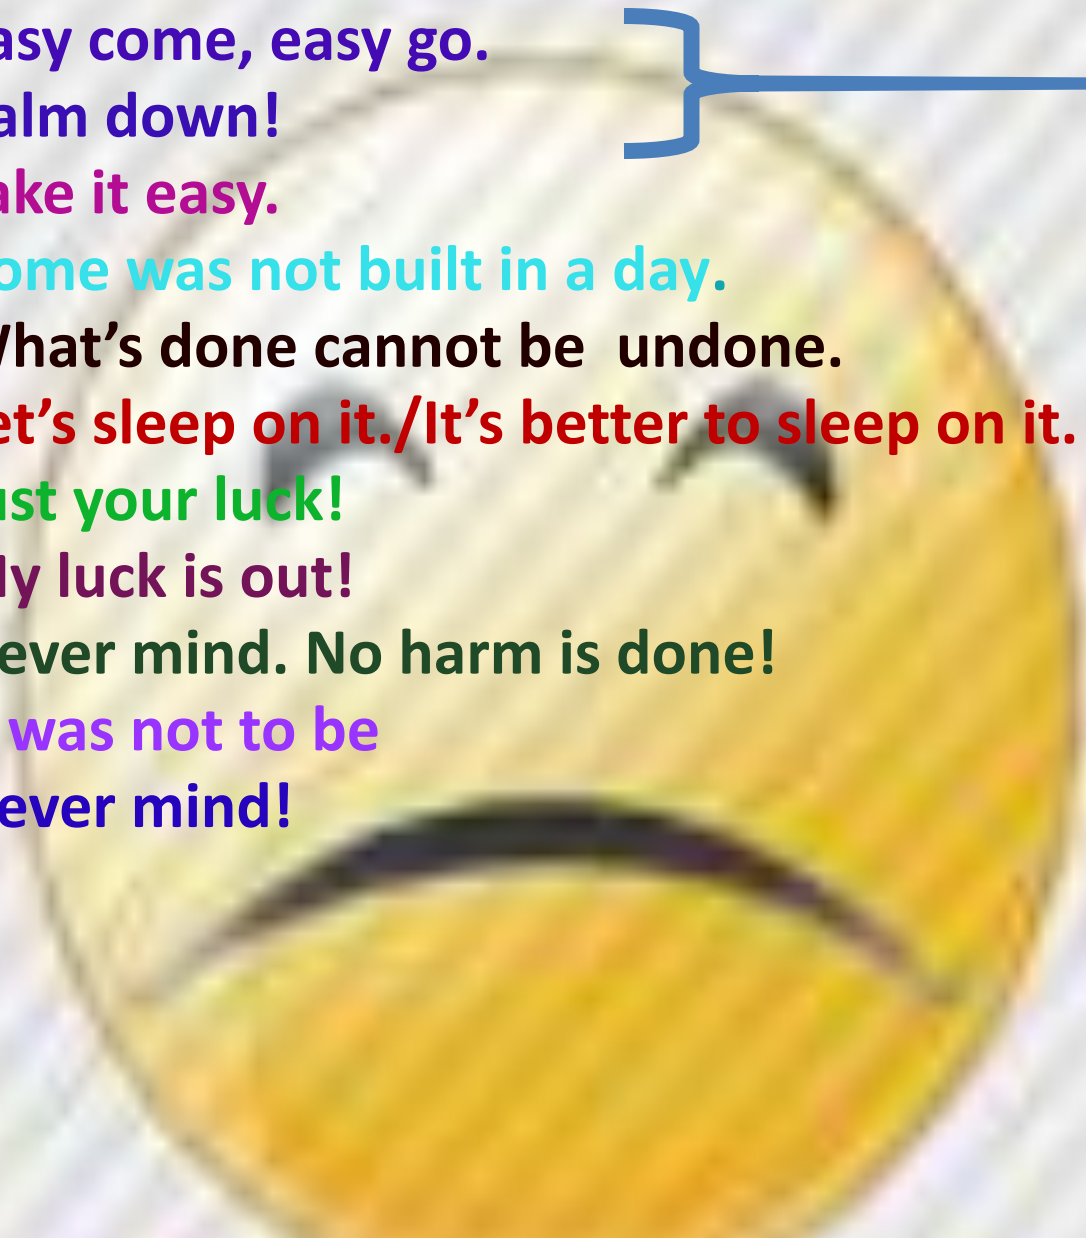 asy come, easy go.
alm down!
ake it easy.
ome was not built in a day.
What’s done cannot be  undone.
et’s sleep on it./It’s better to sleep on it.
ust your luck!
My luck is out!
ever mind. No harm is done!
was not to be
ever mind!